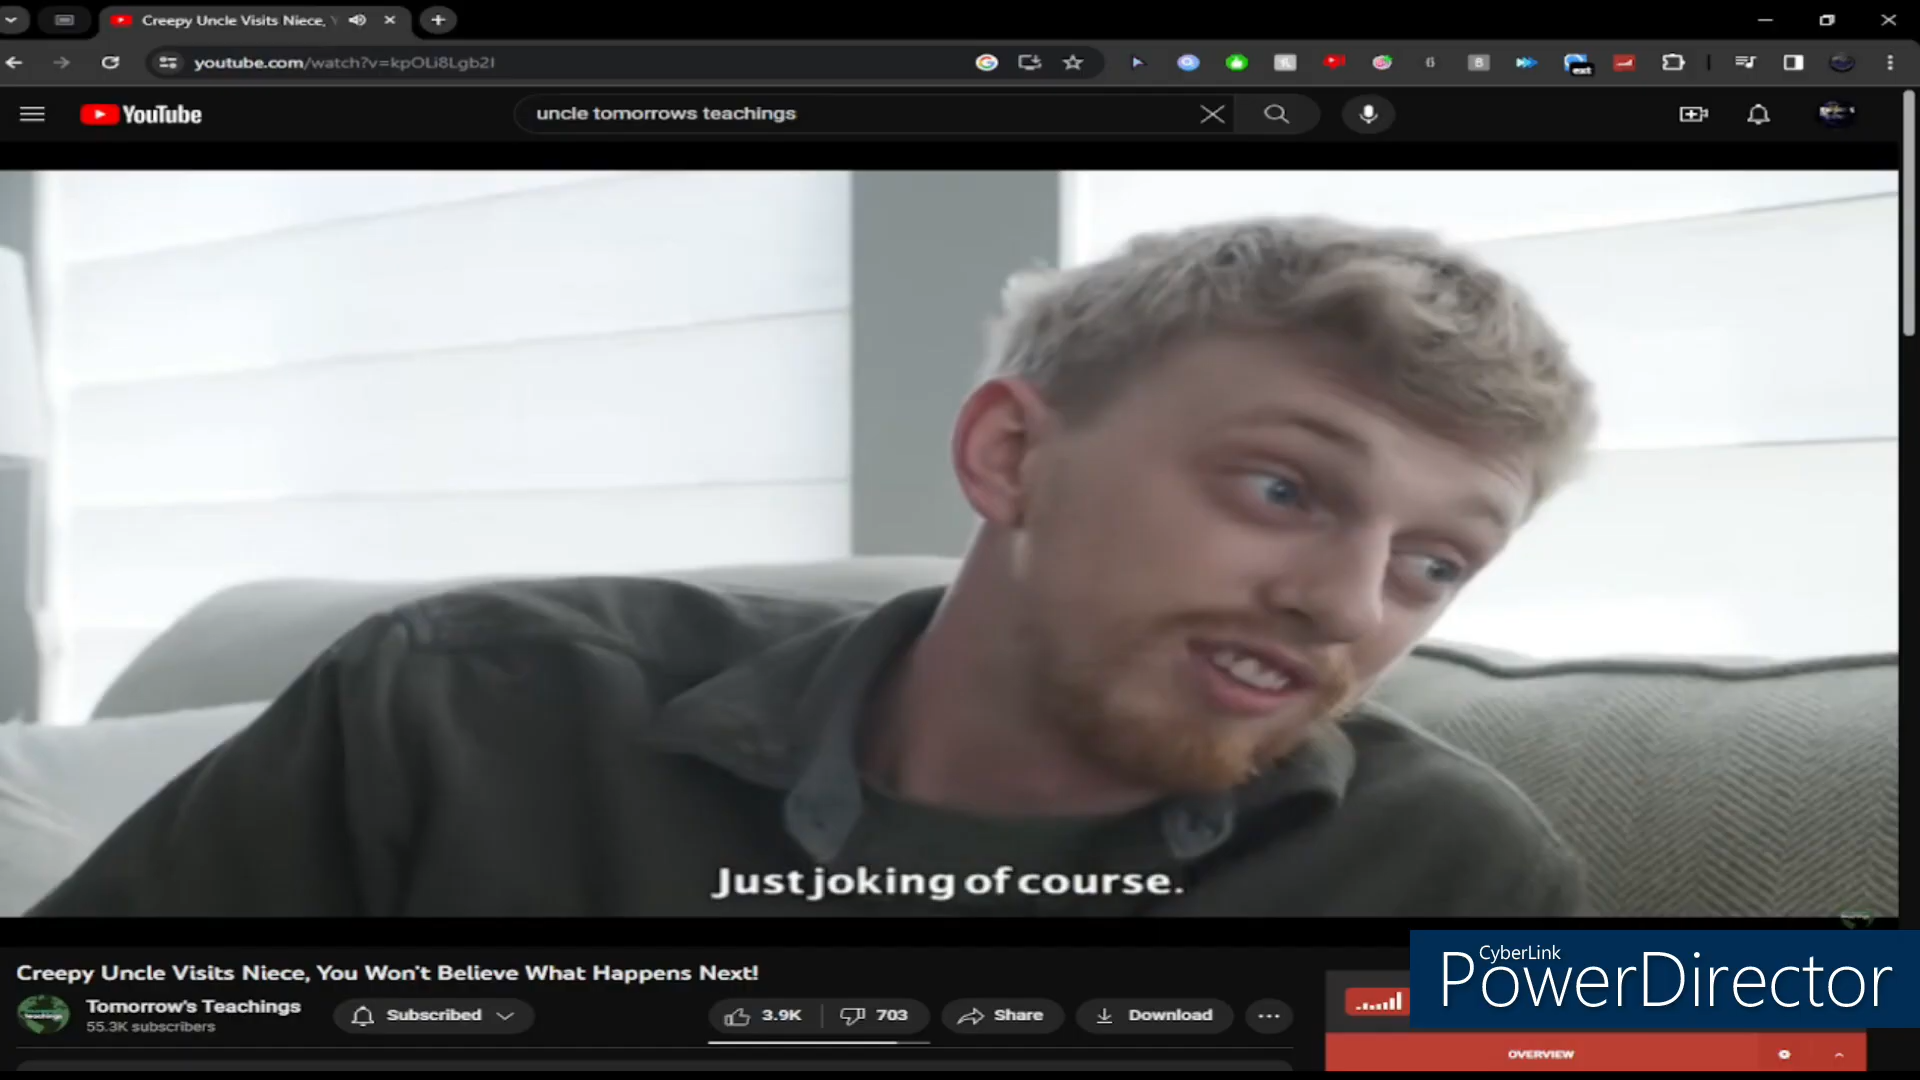 Creepy Uncle Visits Niece,
youtube.com/watch?v=kpOLi8Lgb2I
ext
YouTube
uncle tomorrows teachings
Just joking of course.
CyberLink
PowerDirector
Creepy Uncle Visits Niece, You Won't Believe What Happens Next!
Tomorrow's Teachings
55.3K subscribers
Subscribed
3.9K
703
Share
Download
OVERVIEW